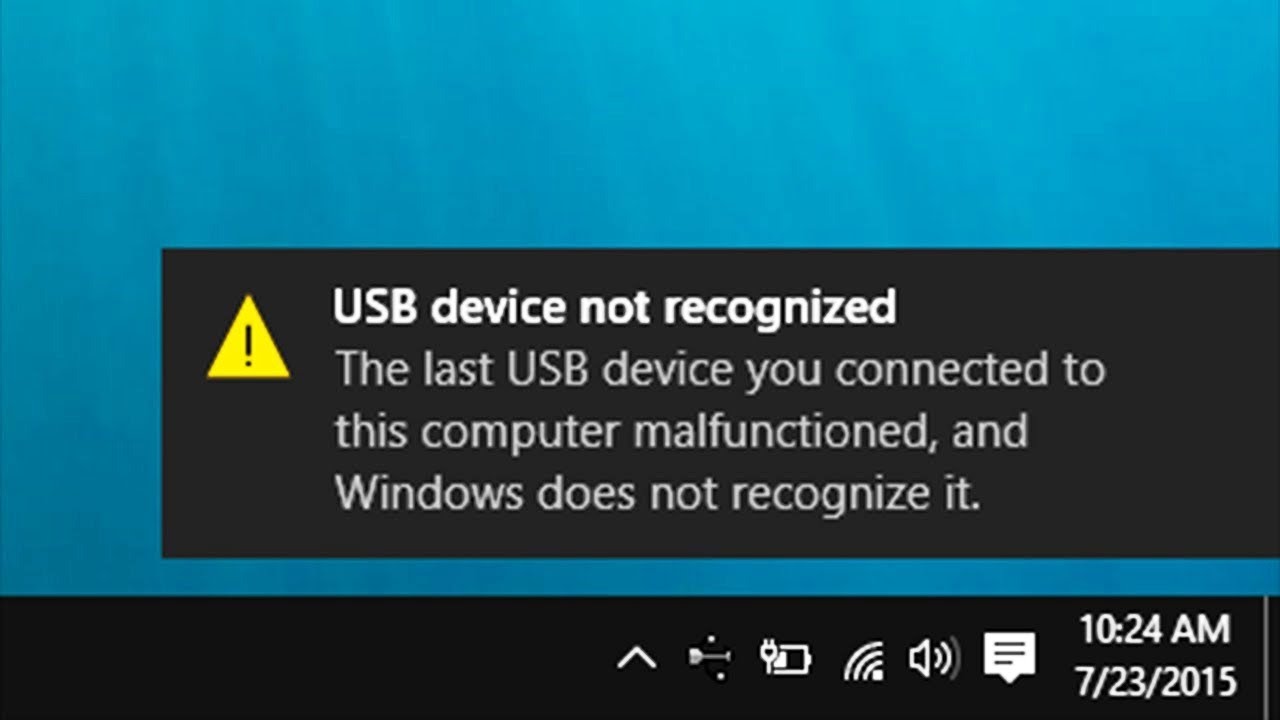 USB device not recognized
The last USB device you connected to
this computer malfunctioned, and
Windows does not recognize it.
10:24 AM
7/23/2015